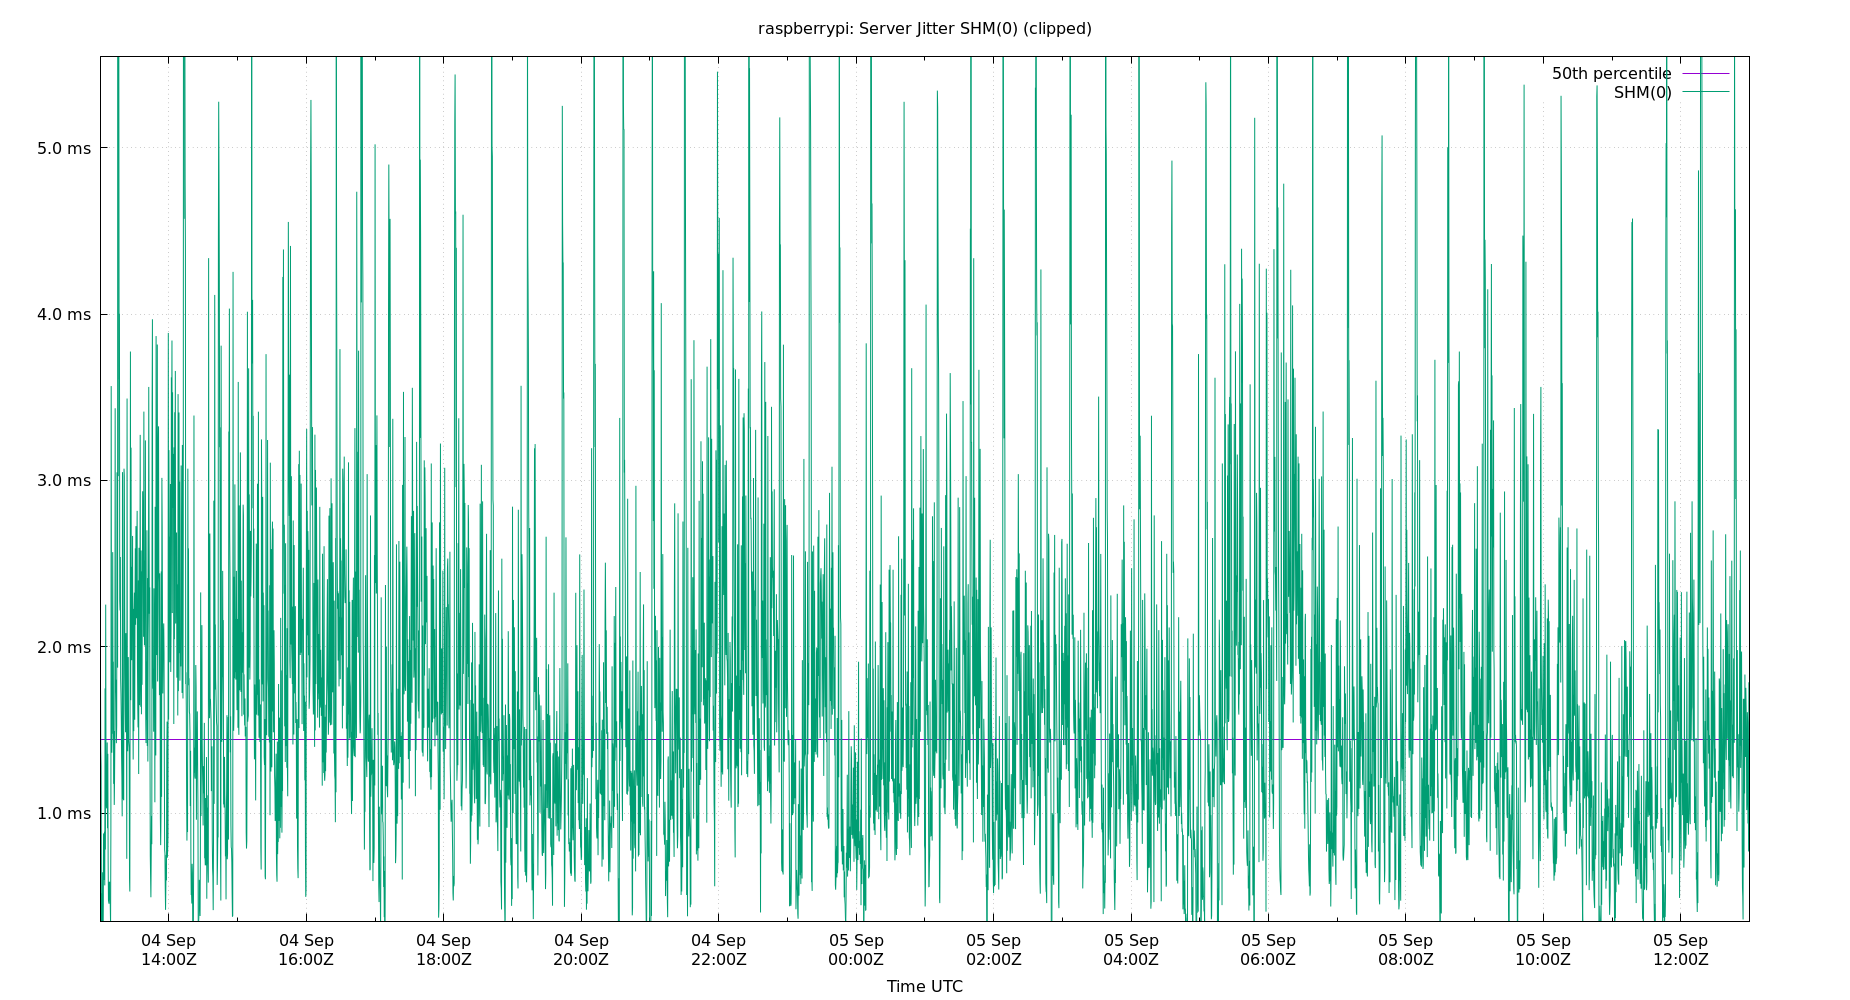 raspberrypi: Server Jitter SHM(0) (clipped)
50th percentile
SHM(0)
5.0 ms
4.0 ms
3.0 ms
2.0 ms
1.0 ms
04 Sep 04 Sep 04 Sep 04 Sep 04 Sep 05 Sep 05 Sep 05 Sep 05 Sep 05 Sep 05 Sep 05 Sep
14:00Z 16:00Z 18:00Z 20:00Z 22:00Z 00:00Z 02:00Z 04:00Z 06:00Z 08:00Z 10:00Z 12:00Z
Time UTC